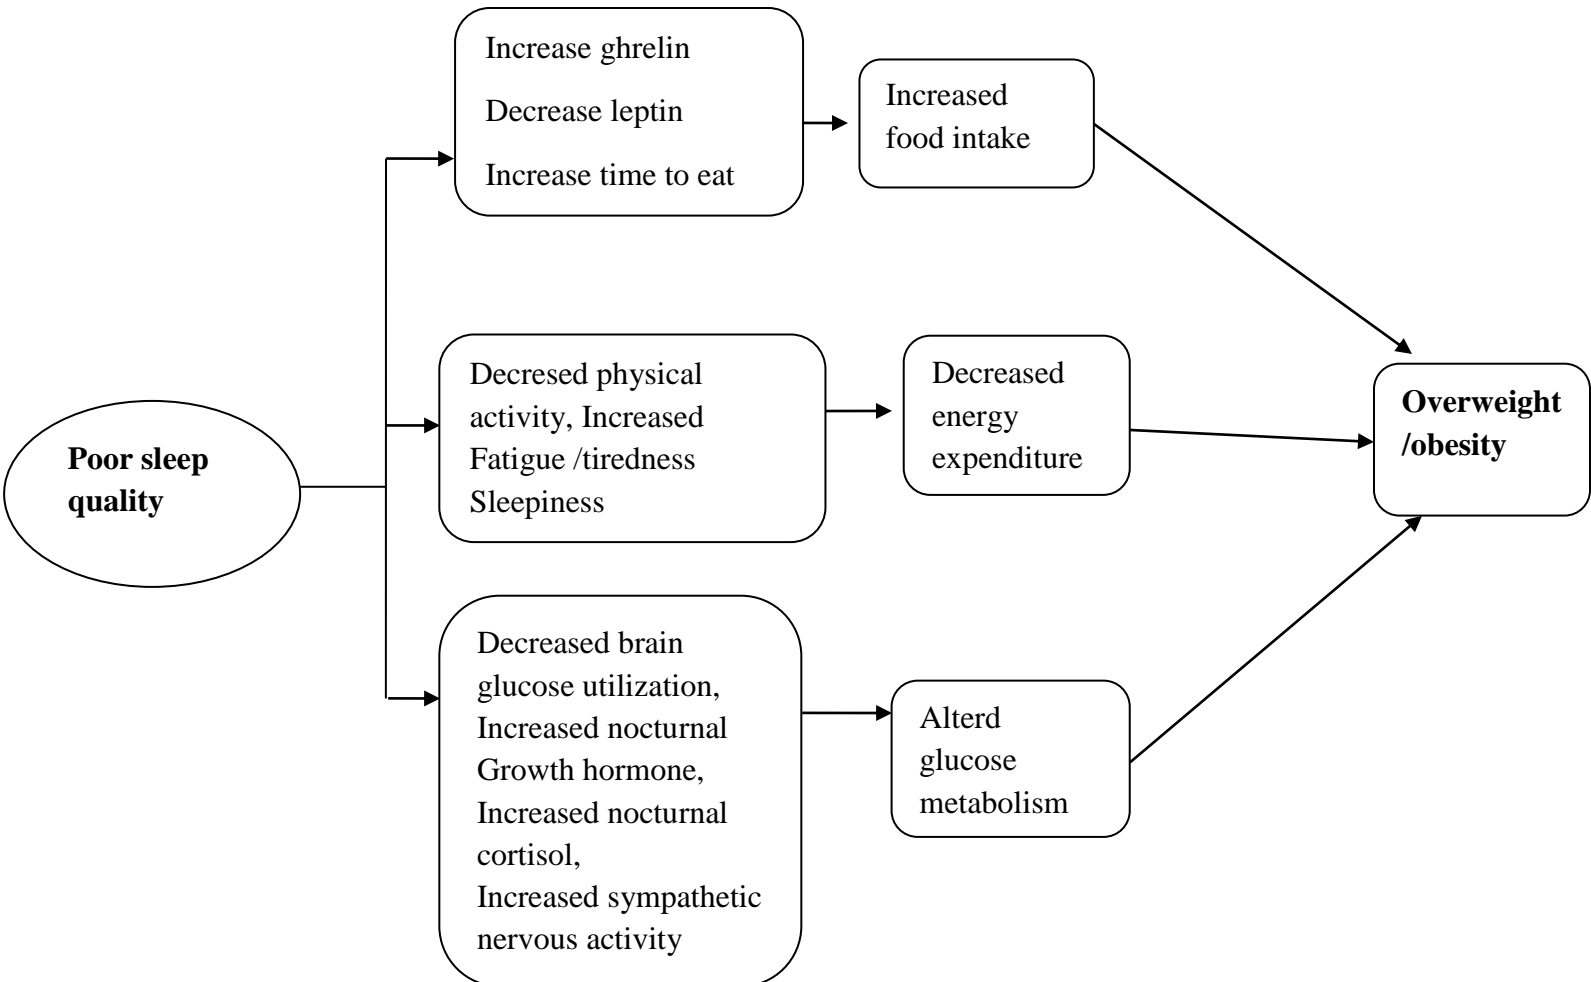 Increase ghrelin
Decrease leptin
Increase time to eat
Increased
food intake
Decresed physical
activity, Increased
Fatigue /tiredness
Sleepiness
Decreased
energy
expenditure
Overweight
/obesity
Poor sleep
quality
Decreased brain
glucose utilization,
Increased nocturnal
Growth hormone,
Increased nocturnal
cortisol,
Increased sympathetic
nervous activity
Alterd
glucose
metabolism